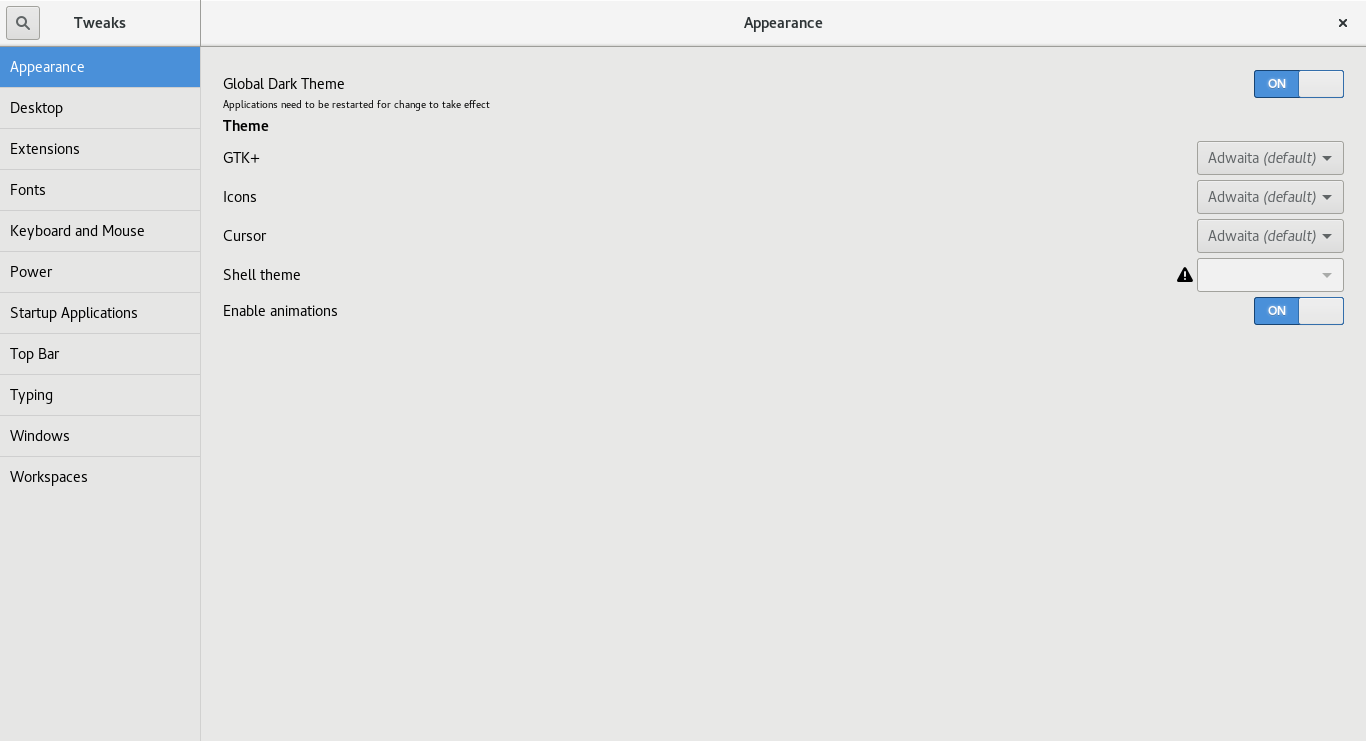 Tweaks
Appearance
Appearance
Desktop
Extensions
Fonts
Keyboard and Mouse
Power
Startup Applications
Top Bar
Typing
Windows
Workspaces
Global Dark Theme ON
Applications need to be restarted for change to take effect
Theme
GTK+ Adwaita (default)
Icons Adwaita (default)
Cursor Adwaita (default)
Shell theme
Enable animations ON